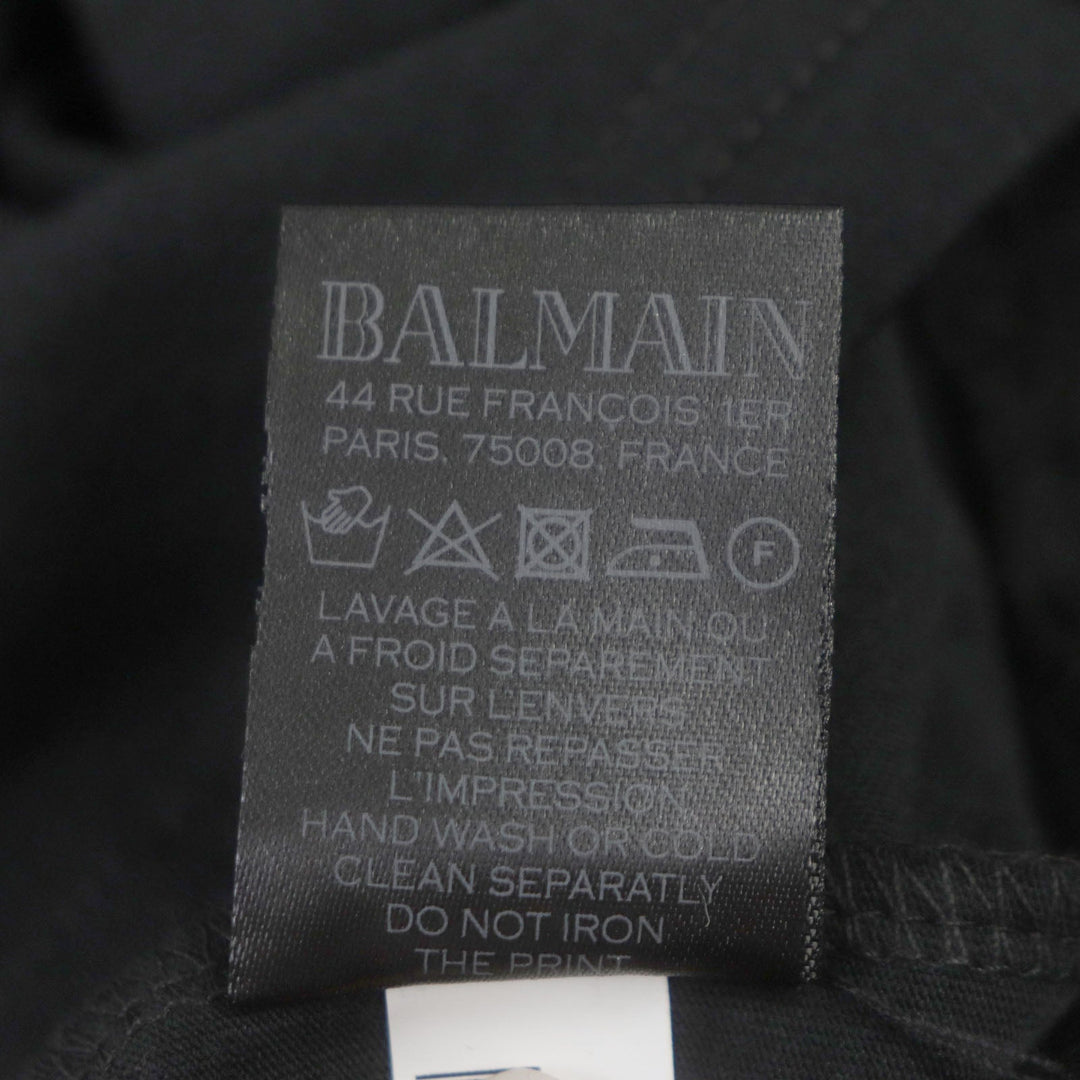 BALMAIN
44 RUE FRANÇOIS 1ER
PARIS, 75008, FRANCE
F
LAVAGE A LA MAIN OU
A FROID SEPAREMENT
SUR L'ENVERS
NE PAS REPASSER
L'IMPRESSION
HAND WASH OR COLD
CLEAN SEPARATLY
DO NOT IRON
THE PRINT